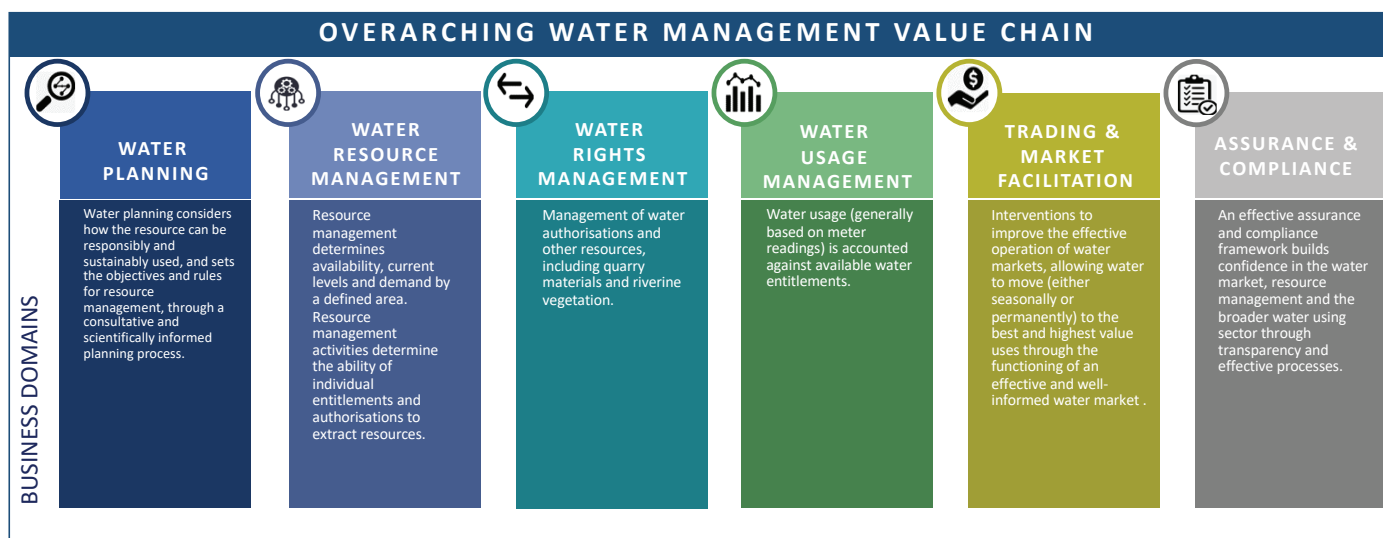 OVERARCHING WATER MANAGEMENT VALUE CHAIN
BUSINESS DOMAINS
WATER
PLANNING
Water planning considers
how the resource can be
responsibly and
sustainably used, and sets
the objectives and rules
for resource
management, through a
consultative and
scientifically informed
planning process.
WATER
RESOURCE
MANAGEMENT
Resource
management
determines
availability, current
levels and demand by
a defined area.
Resource
management
activities determine
the ability of
individual
entitlements and
authorisations to
extract resources.
WATER
RIGHTS
MANAGEMENT
Management of water
authorisations and
other resources,
including quarry
materials and riverine
vegetation.
WATER
USAGE
MANAGEMENT
Water usage (generally
based on meter
readings) is accounted
against available water
entitlements.
TRADING &
MARKET
FACILITATION
Interventions to
improve the effective
operation of water
markets, allowing water
to move (either
seasonally or
permanently) to the
best and highest value
uses through the
functioning of an
effective and well-
informed water market .
ASSURANCE &
COMPLIANCE
An effective assurance
and compliance
framework builds
confidence in the water
market, resource
management and the
broader water using
sector through
transparency and
effective processes.